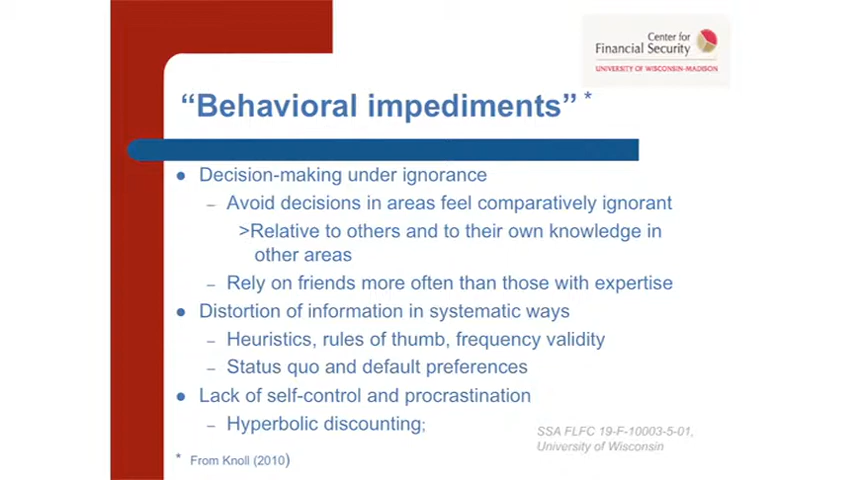 Center for
Financial Security
UNIVERSITY OF WISCONSIN-MADISON
“Behavioral impediments” *
● Decision-making under ignorance
– Avoid decisions in areas feel comparatively ignorant
>Relative to others and to their own knowledge in
other areas
– Rely on friends more often than those with expertise
● Distortion of information in systematic ways
– Heuristics, rules of thumb, frequency validity
– Status quo and default preferences
● Lack of self-control and procrastination
– Hyperbolic discounting;
SSA FLFC 19-F-10003-5-01,
University of Wisconsin
* From Knoll (2010)